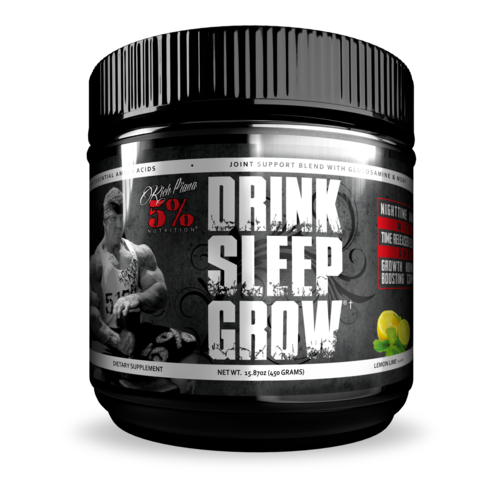 ACIDS
JOINT SUPPORT BLEND WITH GLUCOSAMINE &
Rich Piana
5%
NUTRITION®
DRINK
SLEEP
GROW
NIGHTTIME
TIME RELEASED
GROWTH
BOOSTING
LEMON LIME
DIETARY SUPPLEMENT
NET WT. 15.87oz (450 GRAMS)